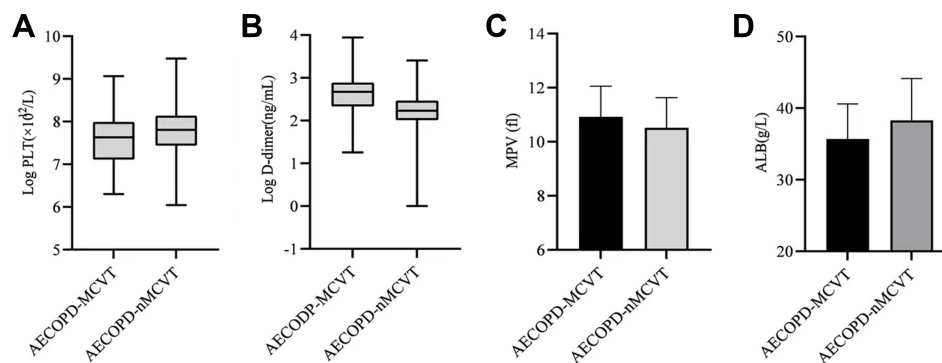 A
Log PLT(×10²/L)
10
9
8
7
6
5
AECOPD-MCVT
AECOPD-nMCVT
B
Log D-dimer(ng/mL)
4
3
2
1
0
-1
AECODP-MCVT
AECOPD-nMCVT
C
MPV (fl)
14
12
10
8
6
AECOPD-MCVT
AECOPD-nMCVT
D
ALB(g/L)
50
40
30
20
AECOPD-MCVT
AECOPD-nMCVT